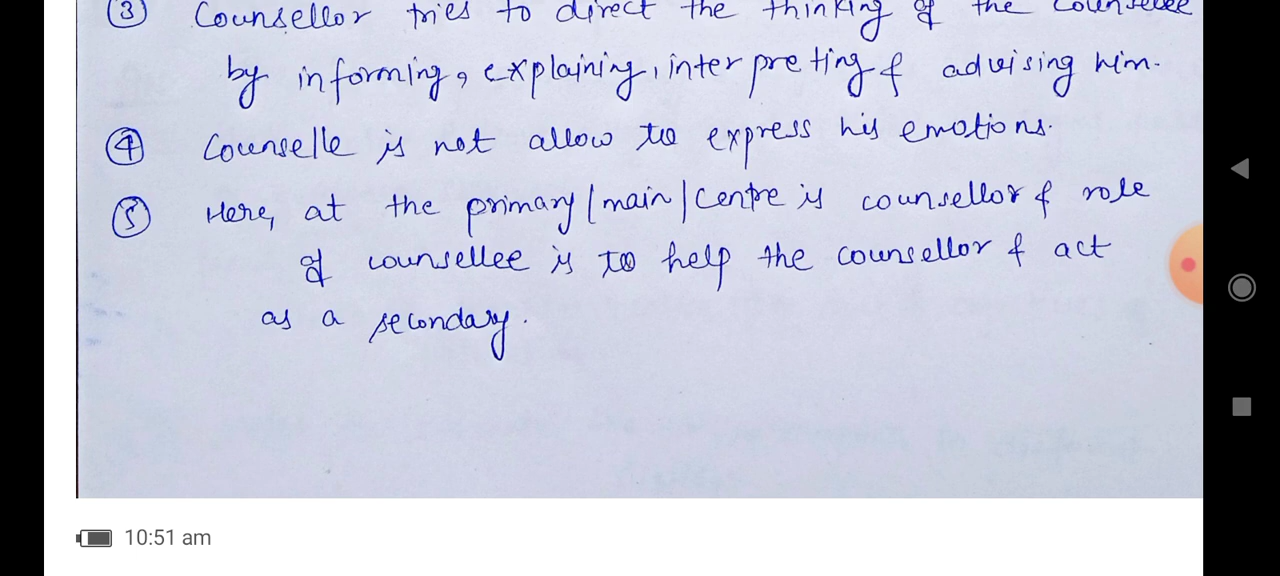 ③ Counsellor tries to direct the thinking of the Counsellee
by informing, explaining, interpreting & advising him.
④ Counselle is not allow to express his emotions.
⑤ Here, at the primary/main/Centre is counsellor & role
of counsellee is to help the counsellor & act
as a secondary.
10:51 am